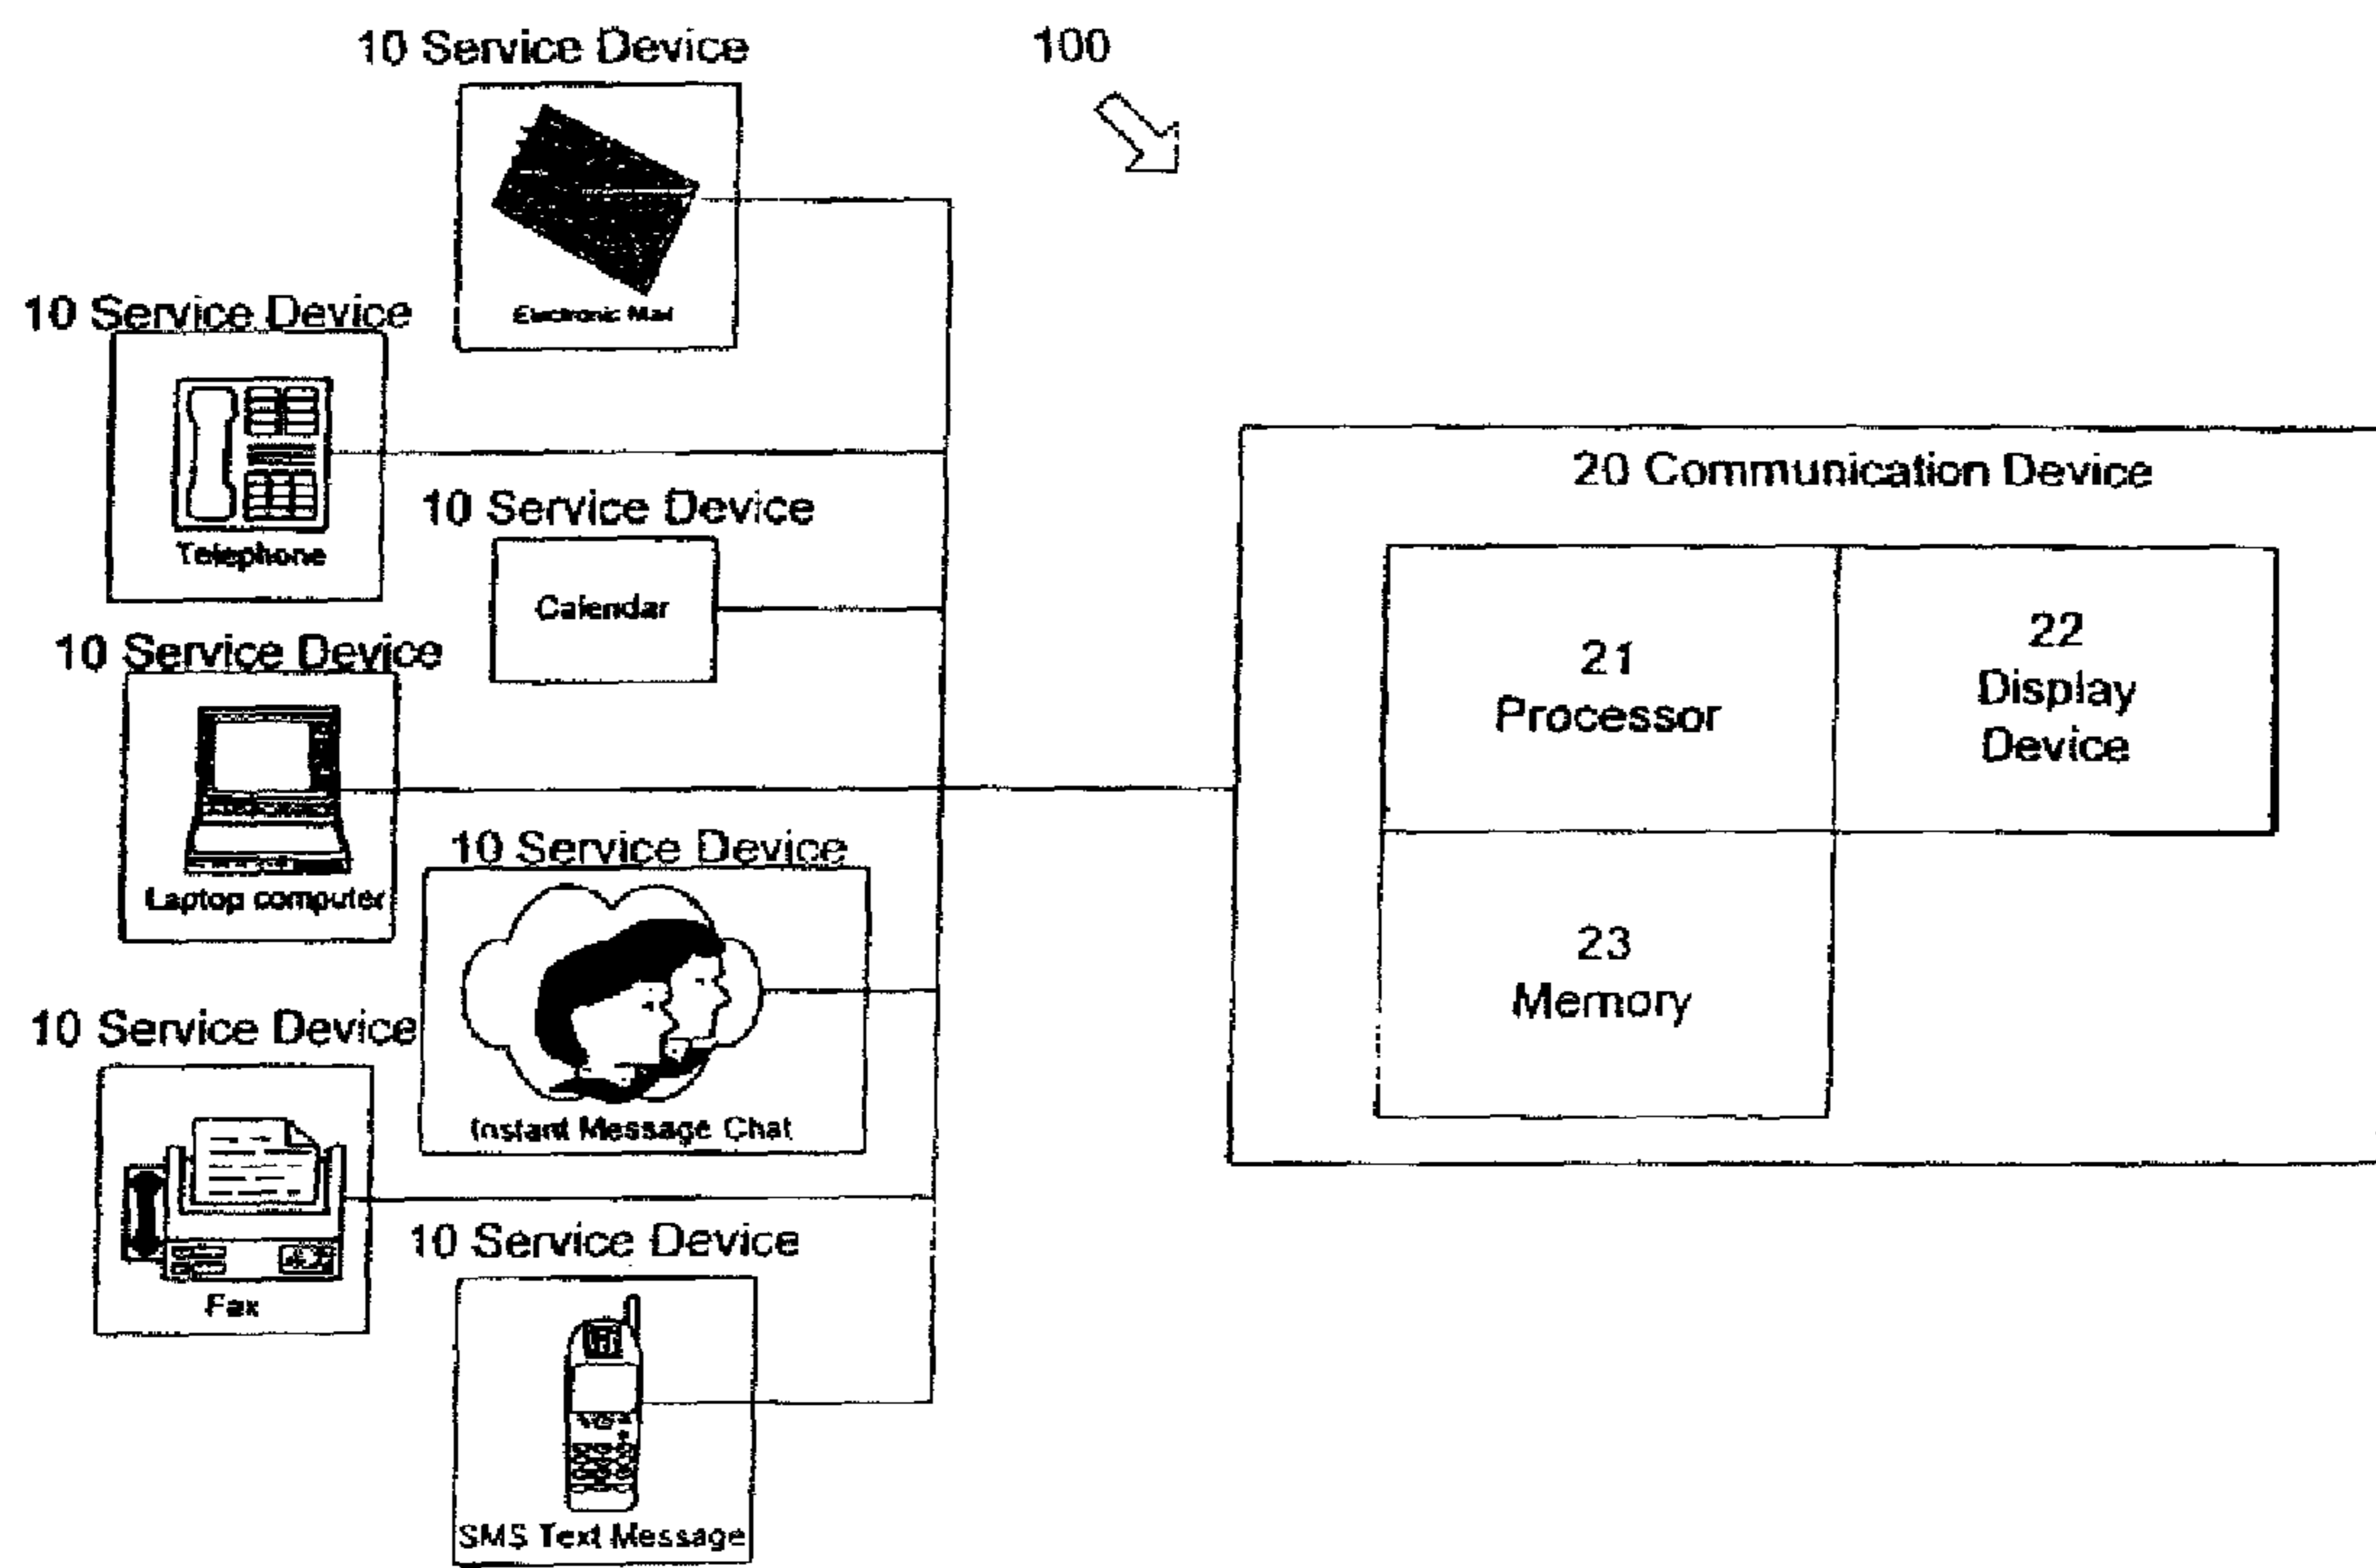 10 Service Device
100
Electronic Mail
10 Service Device
Telephone
10 Service Device
Calendar
10 Service Device
Laptop computer
10 Service Device
Instant Message Chat
10 Service Device
Fax
10 Service Device
SMS Text Message
20 Communication Device
21
Processor
22
Display
Device
23
Memory